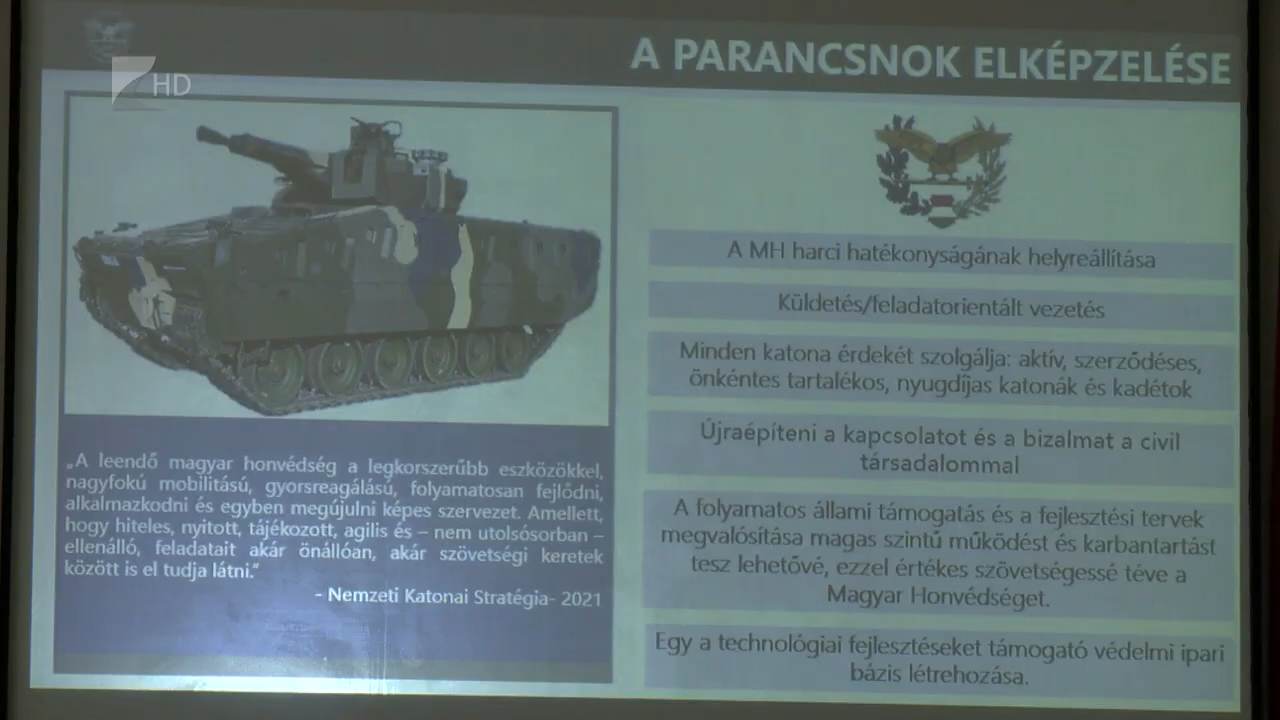 HD
A PARANCSNOK ELKÉPZELÉSE
„A leendő magyar honvédség a legkorszerűbb eszközökkel,
nagyfokú mobilitású, gyorsreagálású, folyamatosan fejlődni,
alkalmazkodni és egyben megújulni képes szervezet. Amellett,
hogy hiteles, nyitott, tájékozott, agilis és – nem utolsósorban –
ellenálló, feladatait akár önállóan, akár szövetségi keretek
között is el tudja látni.”
- Nemzeti Katonai Stratégia- 2021
A MH harci hatékonyságának helyreállítása
Küldetés/feladatorientált vezetés
Minden katona érdekét szolgálja: aktív, szerződéses,
önkéntes tartalékos, nyugdíjas katonák és kadétok
Újraépíteni a kapcsolatot és a bizalmat a civil
társadalommal
A folyamatos állami támogatás és a fejlesztési tervek
megvalósítása magas szintű működést és karbantartást
tesz lehetővé, ezzel értékes szövetségessé téve a
Magyar Honvédséget.
Egy a technológiai fejlesztéseket támogató védelmi ipari
bázis létrehozása.